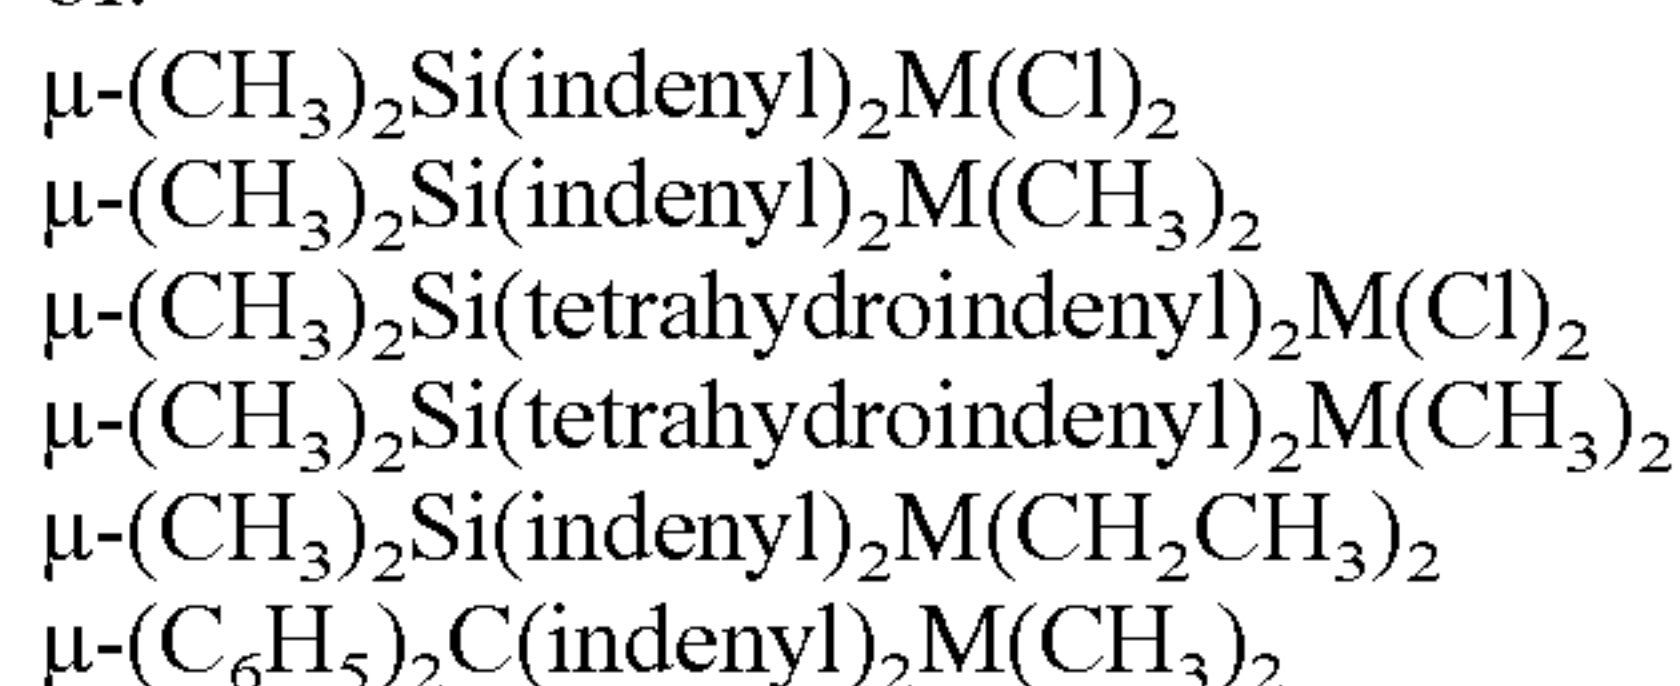 μ-(CH₃)₂Si(indenyl)₂M(Cl)₂
μ-(CH₃)₂Si(indenyl)₂M(CH₃)₂
μ-(CH₃)₂Si(tetrahydroindenyl)₂M(Cl)₂
μ-(CH₃)₂Si(tetrahydroindenyl)₂M(CH₃)₂
μ-(CH₃)₂Si(indenyl)₂M(CH₂CH₃)₂
μ-(C₆H₅)₂C(indenyl)₂M(CH₃)₂